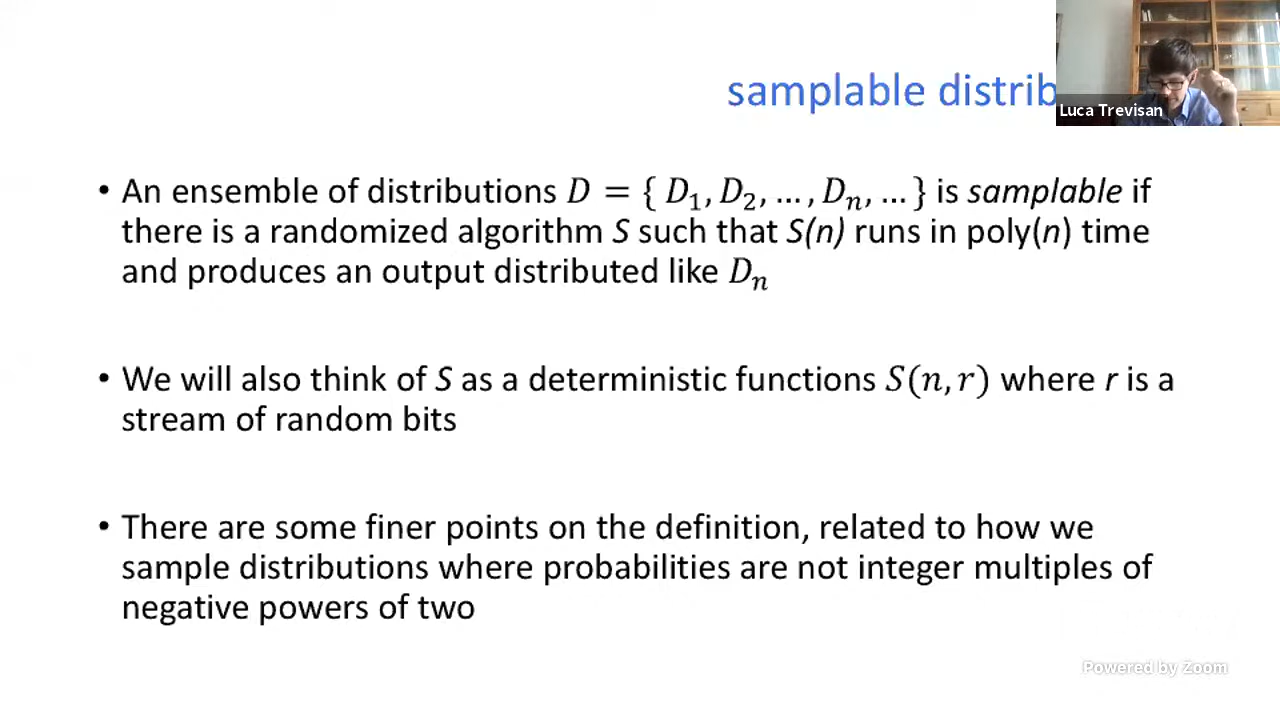 samplable distrib
Luca Trevisan
• An ensemble of distributions D = { D₁, D₂, … , Dₙ, … } is samplable if
there is a randomized algorithm S such that S(n) runs in poly(n) time
and produces an output distributed like Dₙ
• We will also think of S as a deterministic functions S(n, r) where r is a
stream of random bits
• There are some finer points on the definition, related to how we
sample distributions where probabilities are not integer multiples of
negative powers of two
Powered by Zoom